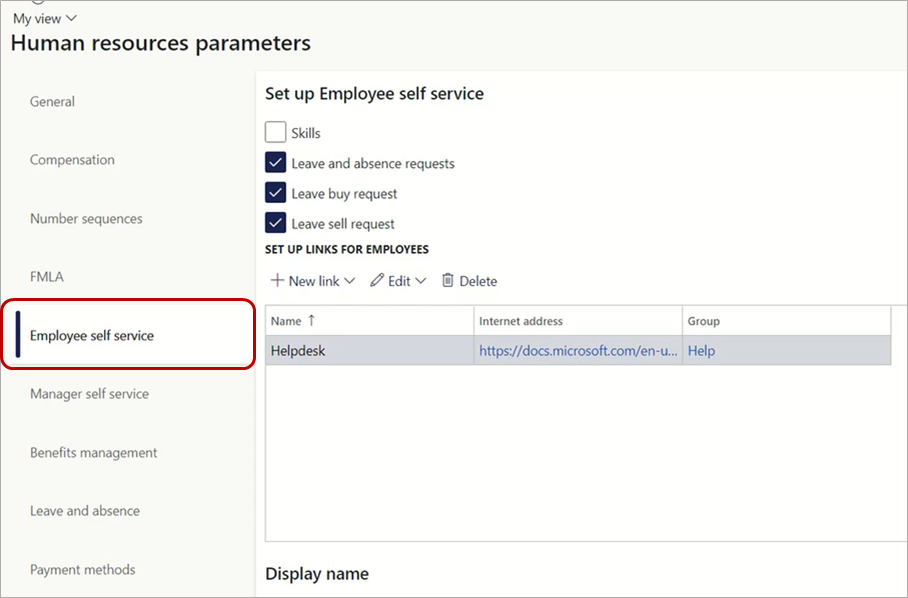 My view
Human resources parameters
General
Compensation
Number sequences
FMLA
Employee self service
Manager self service
Benefits management
Leave and absence
Payment methods
Set up Employee self service
Skills
Leave and absence requests
Leave buy request
Leave sell request
SET UP LINKS FOR EMPLOYEES
New link Edit Delete
Name Internet address Group
Helpdesk https://docs.microsoft.com/en-u... Help
Display name